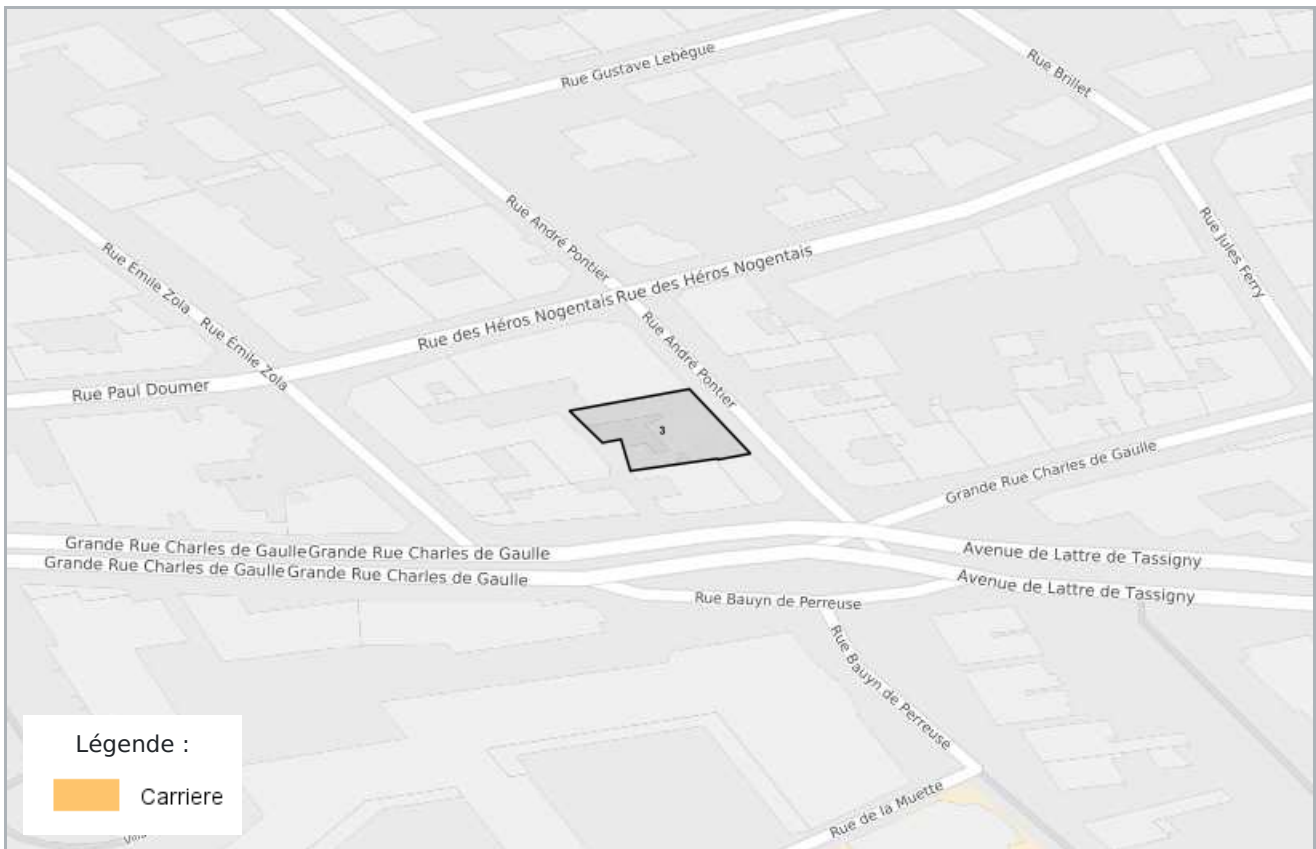 Rue Gustave Lebègue
Rue Brillet
Rue André Pontier
Rue Jules Ferry
Rue Émile Zola
Rue Émile Zola
Rue des Héros Nogentais
Rue des Héros Nogentais
Rue André Pontier
Rue Paul Doumer
3
Grande Rue Charles de Gaulle
Grande Rue Charles de Gaulle
Grande Rue Charles de Gaulle
Avenue de Lattre de Tassigny
Grande Rue Charles de Gaulle
Grande Rue Charles de Gaulle
Avenue de Lattre de Tassigny
Rue Bauyn de Perreuse
Rue Bauyn de Perreuse
Rue de la Muette
Légende :
Carriere